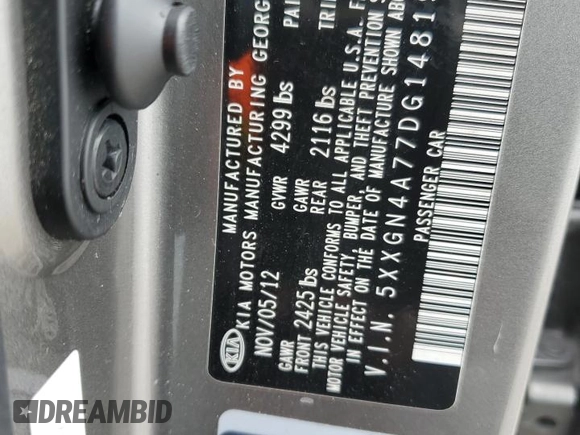 KIA
MANUFACTURED BY
KIA MOTORS MANUFACTURING GEORG
NOV/05/12 GVWR 4299 lbs
GAWR GAWR
FRONT 2425 lbs REAR 2116 lbs
THIS VEHICLE CONFORMS TO ALL APPLICABLE U.S.A. F
MOTOR VEHICLE SAFETY, BUMPER, AND THEFT PREVENTION S
IN EFFECT ON THE DATE OF MANUFACTURE SHOWN ABO
V.I.N. 5XXGN4A77DG1481
PASSENGER CAR
DREAMBID